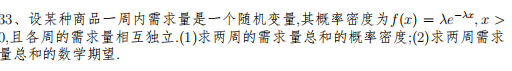 33、设某种商品一周内需求量是一个随机变量,其概率密度为f(x) = λe^{-λx}, x >
0,且各周的需求量相互独立.(1)求两周的需求量总和的概率密度;(2)求两周需求
量总和的数学期望.